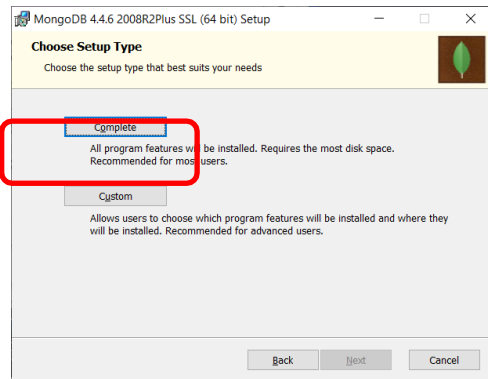 MongoDB 4.4.6 2008R2Plus SSL (64 bit) Setup
Choose Setup Type
Choose the setup type that best suits your needs
Complete
All program features will be installed. Requires the most disk space.
Recommended for most users.
Custom
Allows users to choose which program features will be installed and where they
will be installed. Recommended for advanced users.
Back Next Cancel